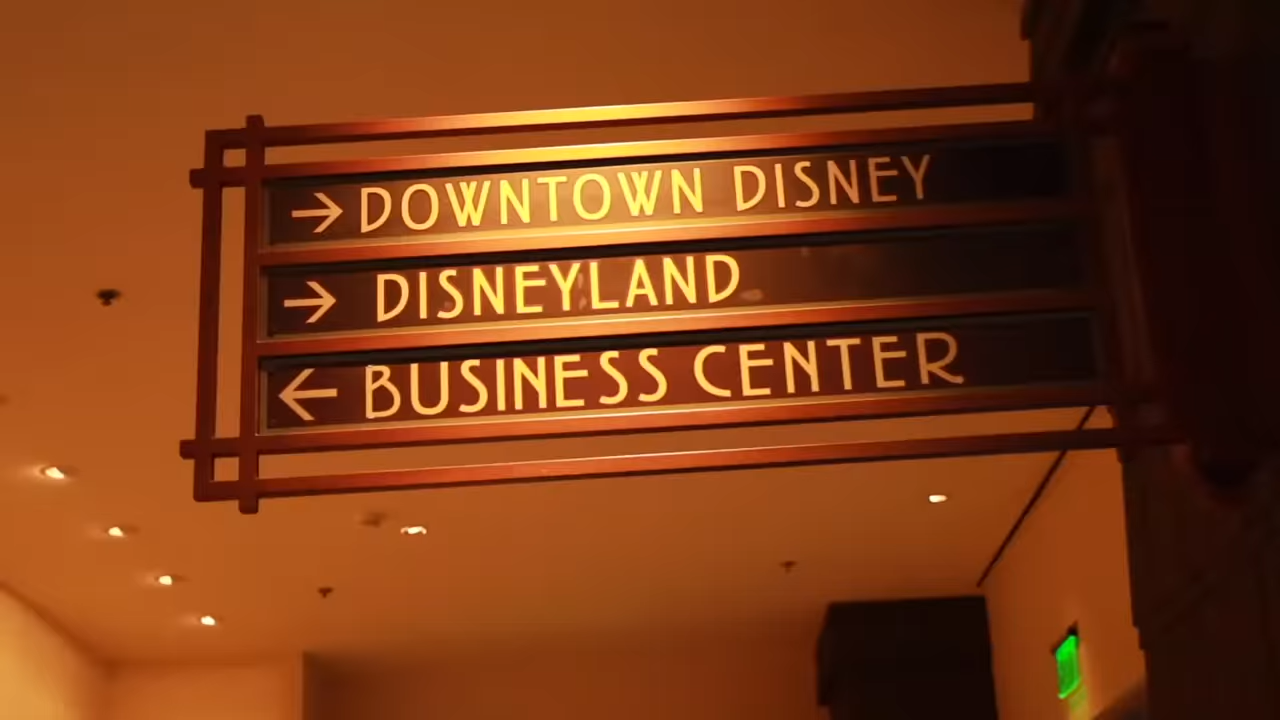 → DOWNTOWN DISNEY
→ DISNEYLAND
← BUSINESS CENTER